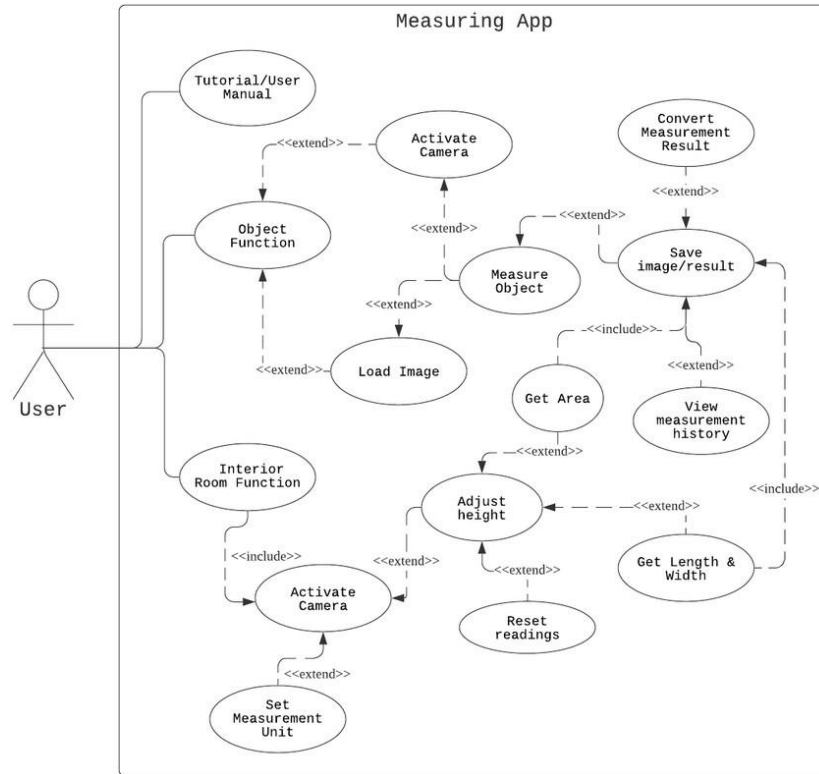 Measuring App
Tutorial/User
Manual
Convert
Measurement
Result
<<extend>>
Activate
Camera
<<extend>>
Object
Function
<<extend>>
<<extend>>
Save
image/result
Measure
Object
<<extend>>
<<include>>
<<extend>>
Load Image
<<extend>>
Get Area
View
measurement
history
User
<<extend>>
Interior
Room Function
Adjust
height
<<include>>
<<extend>>
<<include>>
<<extend>>
Get Length &
Width
<<extend>>
Activate
Camera
Reset
readings
<<extend>>
Set
Measurement
Unit